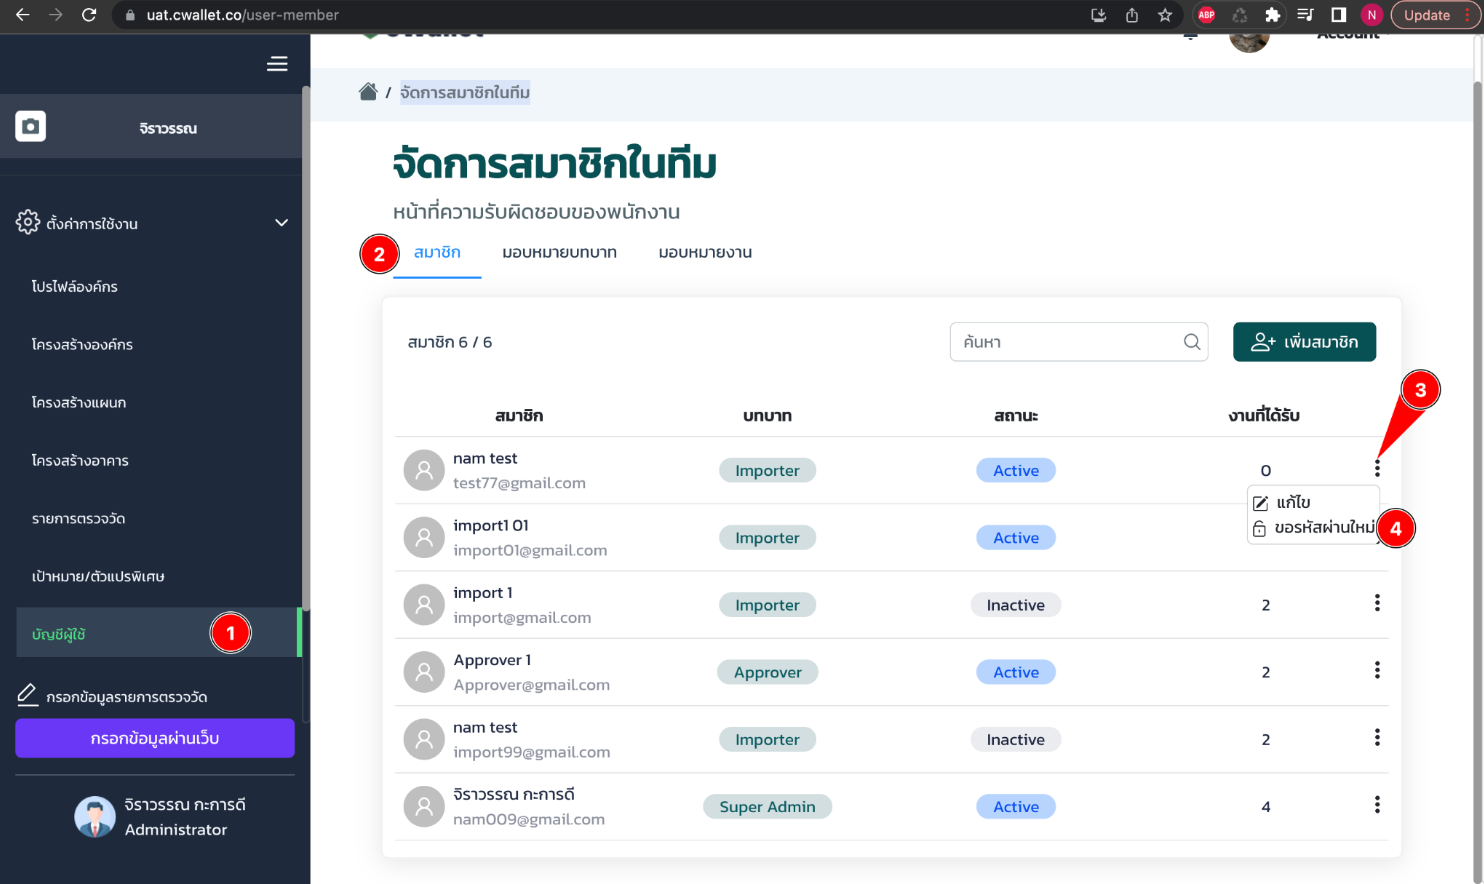 uat.cwallet.co/user-member
ABP
N
Update
Account
/ จัดการสมาชิกในทีม
จิราวรรณ
จัดการสมาชิกในทีม
หน้าที่ความรับผิดชอบของพนักงาน
ตั้งค่าการใช้งาน
2 สมาชิก มอบหมายบทบาท มอบหมายงาน
โปรไฟล์องค์กร
โครงสร้างองค์กร
โครงสร้างแผนก
โครงสร้างอาคาร
รายการตรวจวัด
เป้าหมาย/ตัวแปรพิเศษ
บัญชีผู้ใช้ 1
กรอกข้อมูลรายการตรวจวัด
กรอกข้อมูลผ่านเว็บ
จิราวรรณ กะการดี
Administrator
สมาชิก 6 / 6 ค้นหา เพิ่มสมาชิก
3
สมาชิก บทบาท สถานะ งานที่ได้รับ
nam test
test77@gmail.com
Importer Active 0
แก้ไข
ขอรหัสผ่านใหม่ 4
import1 01
import01@gmail.com
Importer Active
import 1
import@gmail.com
Importer Inactive 2
Approver 1
Approver@gmail.com
Approver Active 2
nam test
import99@gmail.com
Importer Inactive 2
จิราวรรณ กะการดี
nam009@gmail.com
Super Admin Active 4